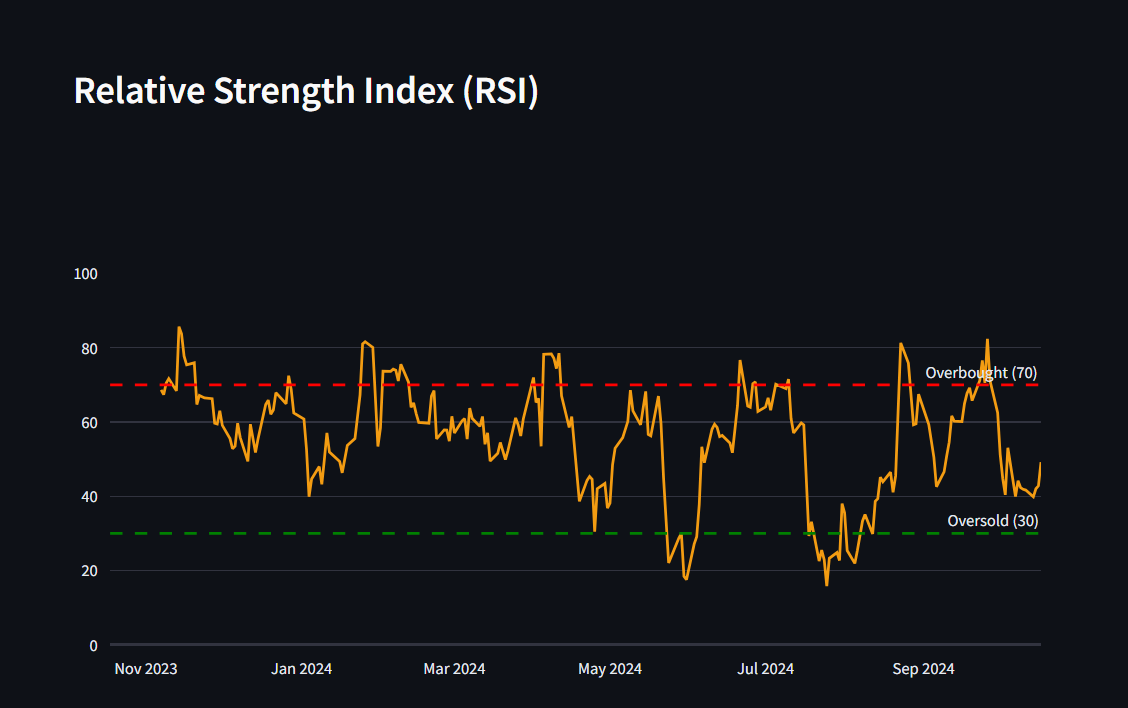 Relative Strength Index (RSI)
100
80
Overbought (70)
60
40
Oversold (30)
20
0
Nov 2023 Jan 2024 Mar 2024 May 2024 Jul 2024 Sep 2024